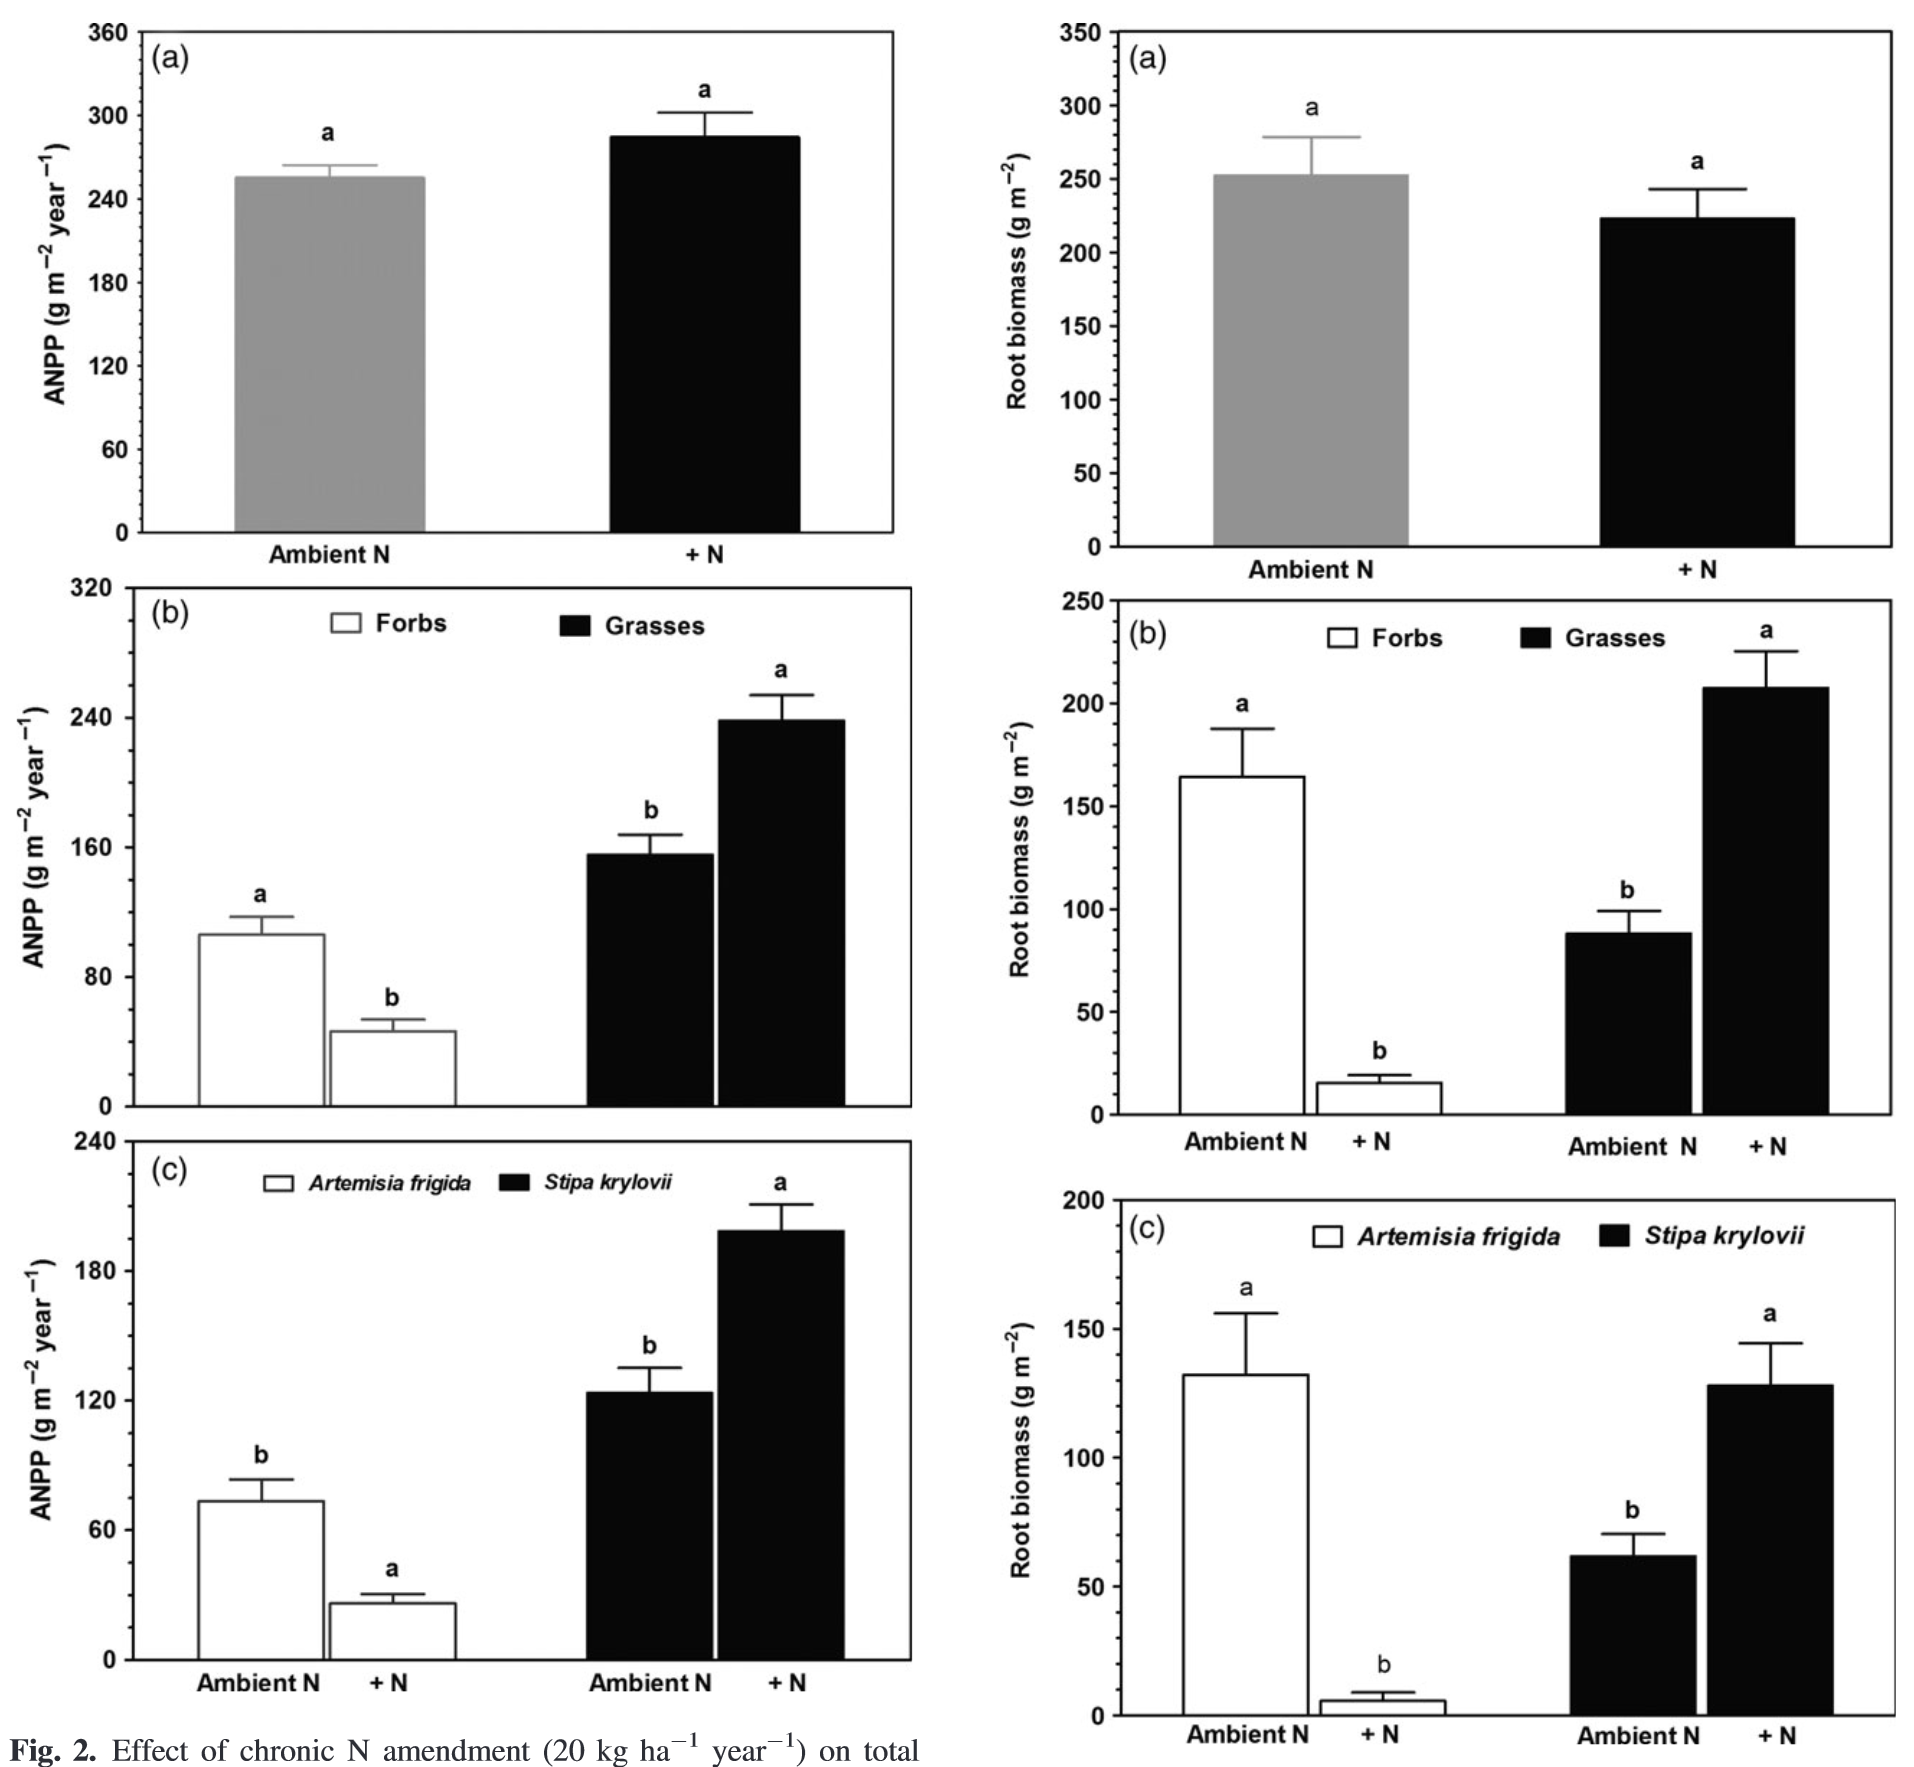 360
(a)
a
a
300
240
180
120
60
0
ANPP (g m−2 year−1)
Ambient N
+ N
320
(b)
Forbs
Grasses
a
240
b
160
a
80
b
0
ANPP (g m−2 year−1)
240
(c)
Artemisia frigida
Stipa krylovii
a
180
b
120
b
60
a
0
ANPP (g m−2 year−1)
Ambient N
+ N
Ambient N
+ N
Fig. 2. Effect of chronic N amendment (20 kg ha−1 year−1) on total
350
(a)
300
a
a
250
200
150
100
50
0
Root biomass (g m−2)
Ambient N
+ N
250
(b)
Forbs
Grasses
a
200
a
150
b
100
50
b
0
Root biomass (g m−2)
Ambient N
+ N
Ambient N
+ N
200
(c)
Artemisia frigida
Stipa krylovii
a
a
150
100
b
50
b
0
Root biomass (g m−2)
Ambient N
+ N
Ambient N
+ N